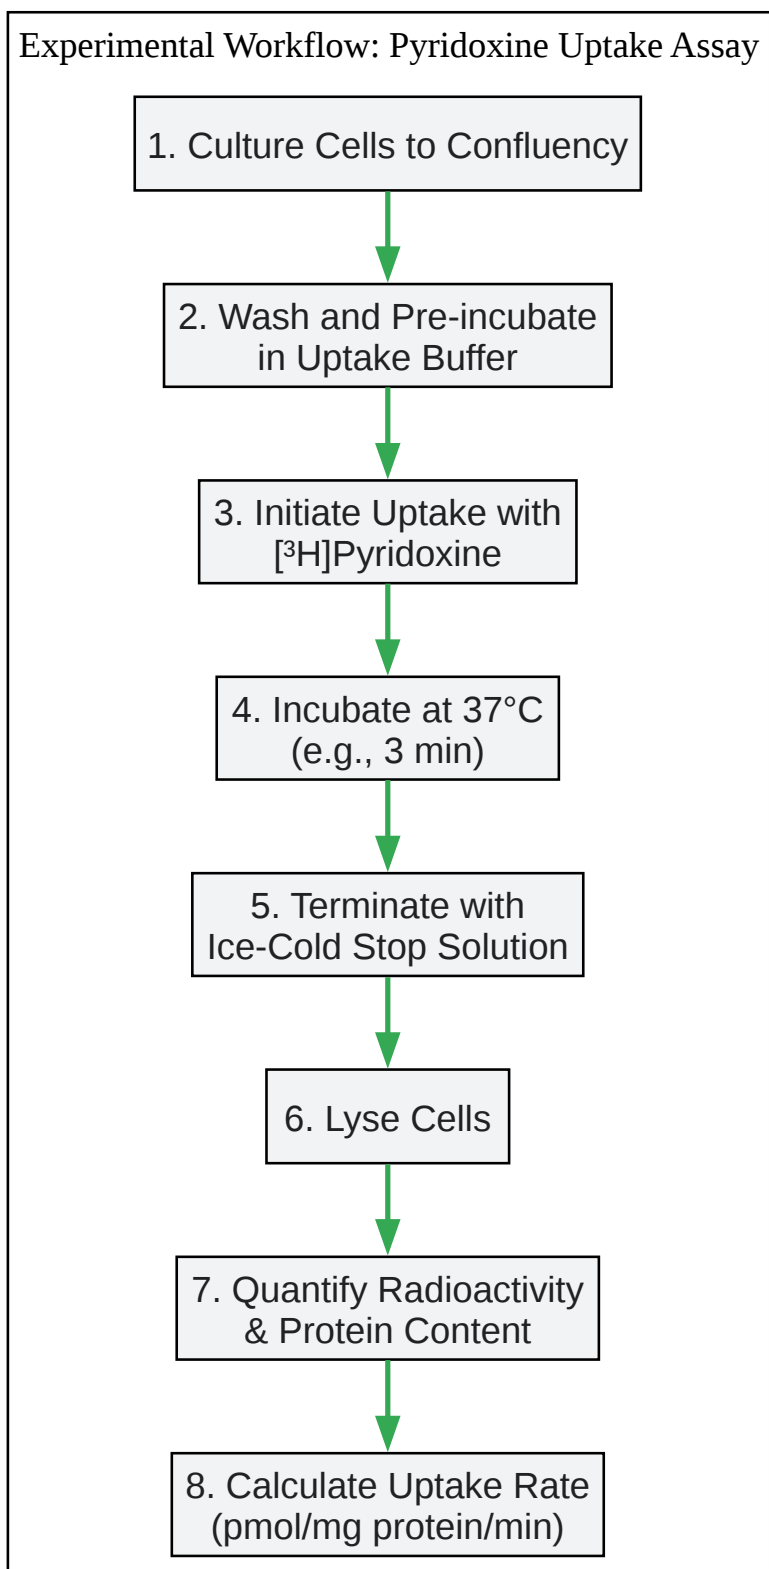 Experimental Workflow: Pyridoxine Uptake Assay
1. Culture Cells to Confluency
2. Wash and Pre-incubate
in Uptake Buffer
3. Initiate Uptake with
[³H]Pyridoxine
4. Incubate at 37°C
(e.g., 3 min)
5. Terminate with
Ice-Cold Stop Solution
6. Lyse Cells
7. Quantify Radioactivity
& Protein Content
8. Calculate Uptake Rate
(pmol/mg protein/min)